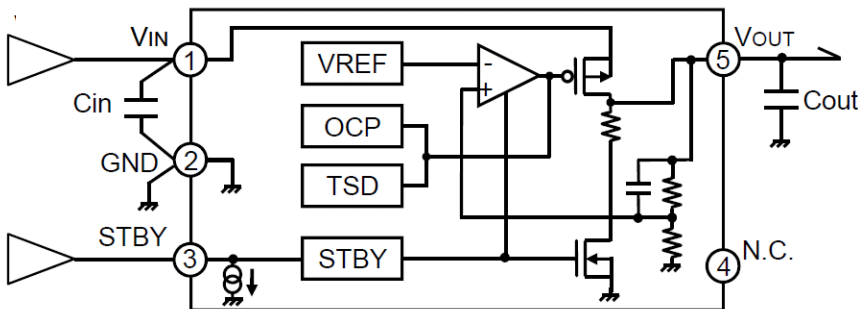 VIN
1
VREF
-
+
5
VOUT
Cin
OCP
Cout
GND
2
TSD
STBY
3
STBY
4
N.C.